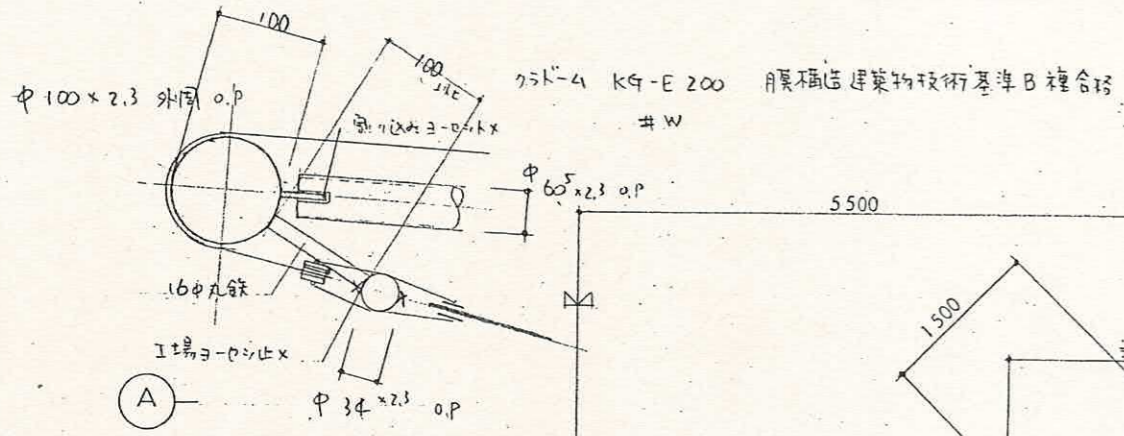 100
100
クラドーム KG-E 200 膜構造建築物技術基準B種合格
#W
φ100×2.3 外周 O.P
φ60.5×2.3 O.P
5500
1500
16φ丸鉄
工場ヨーセツ止×
A
φ34×2.3 O.P